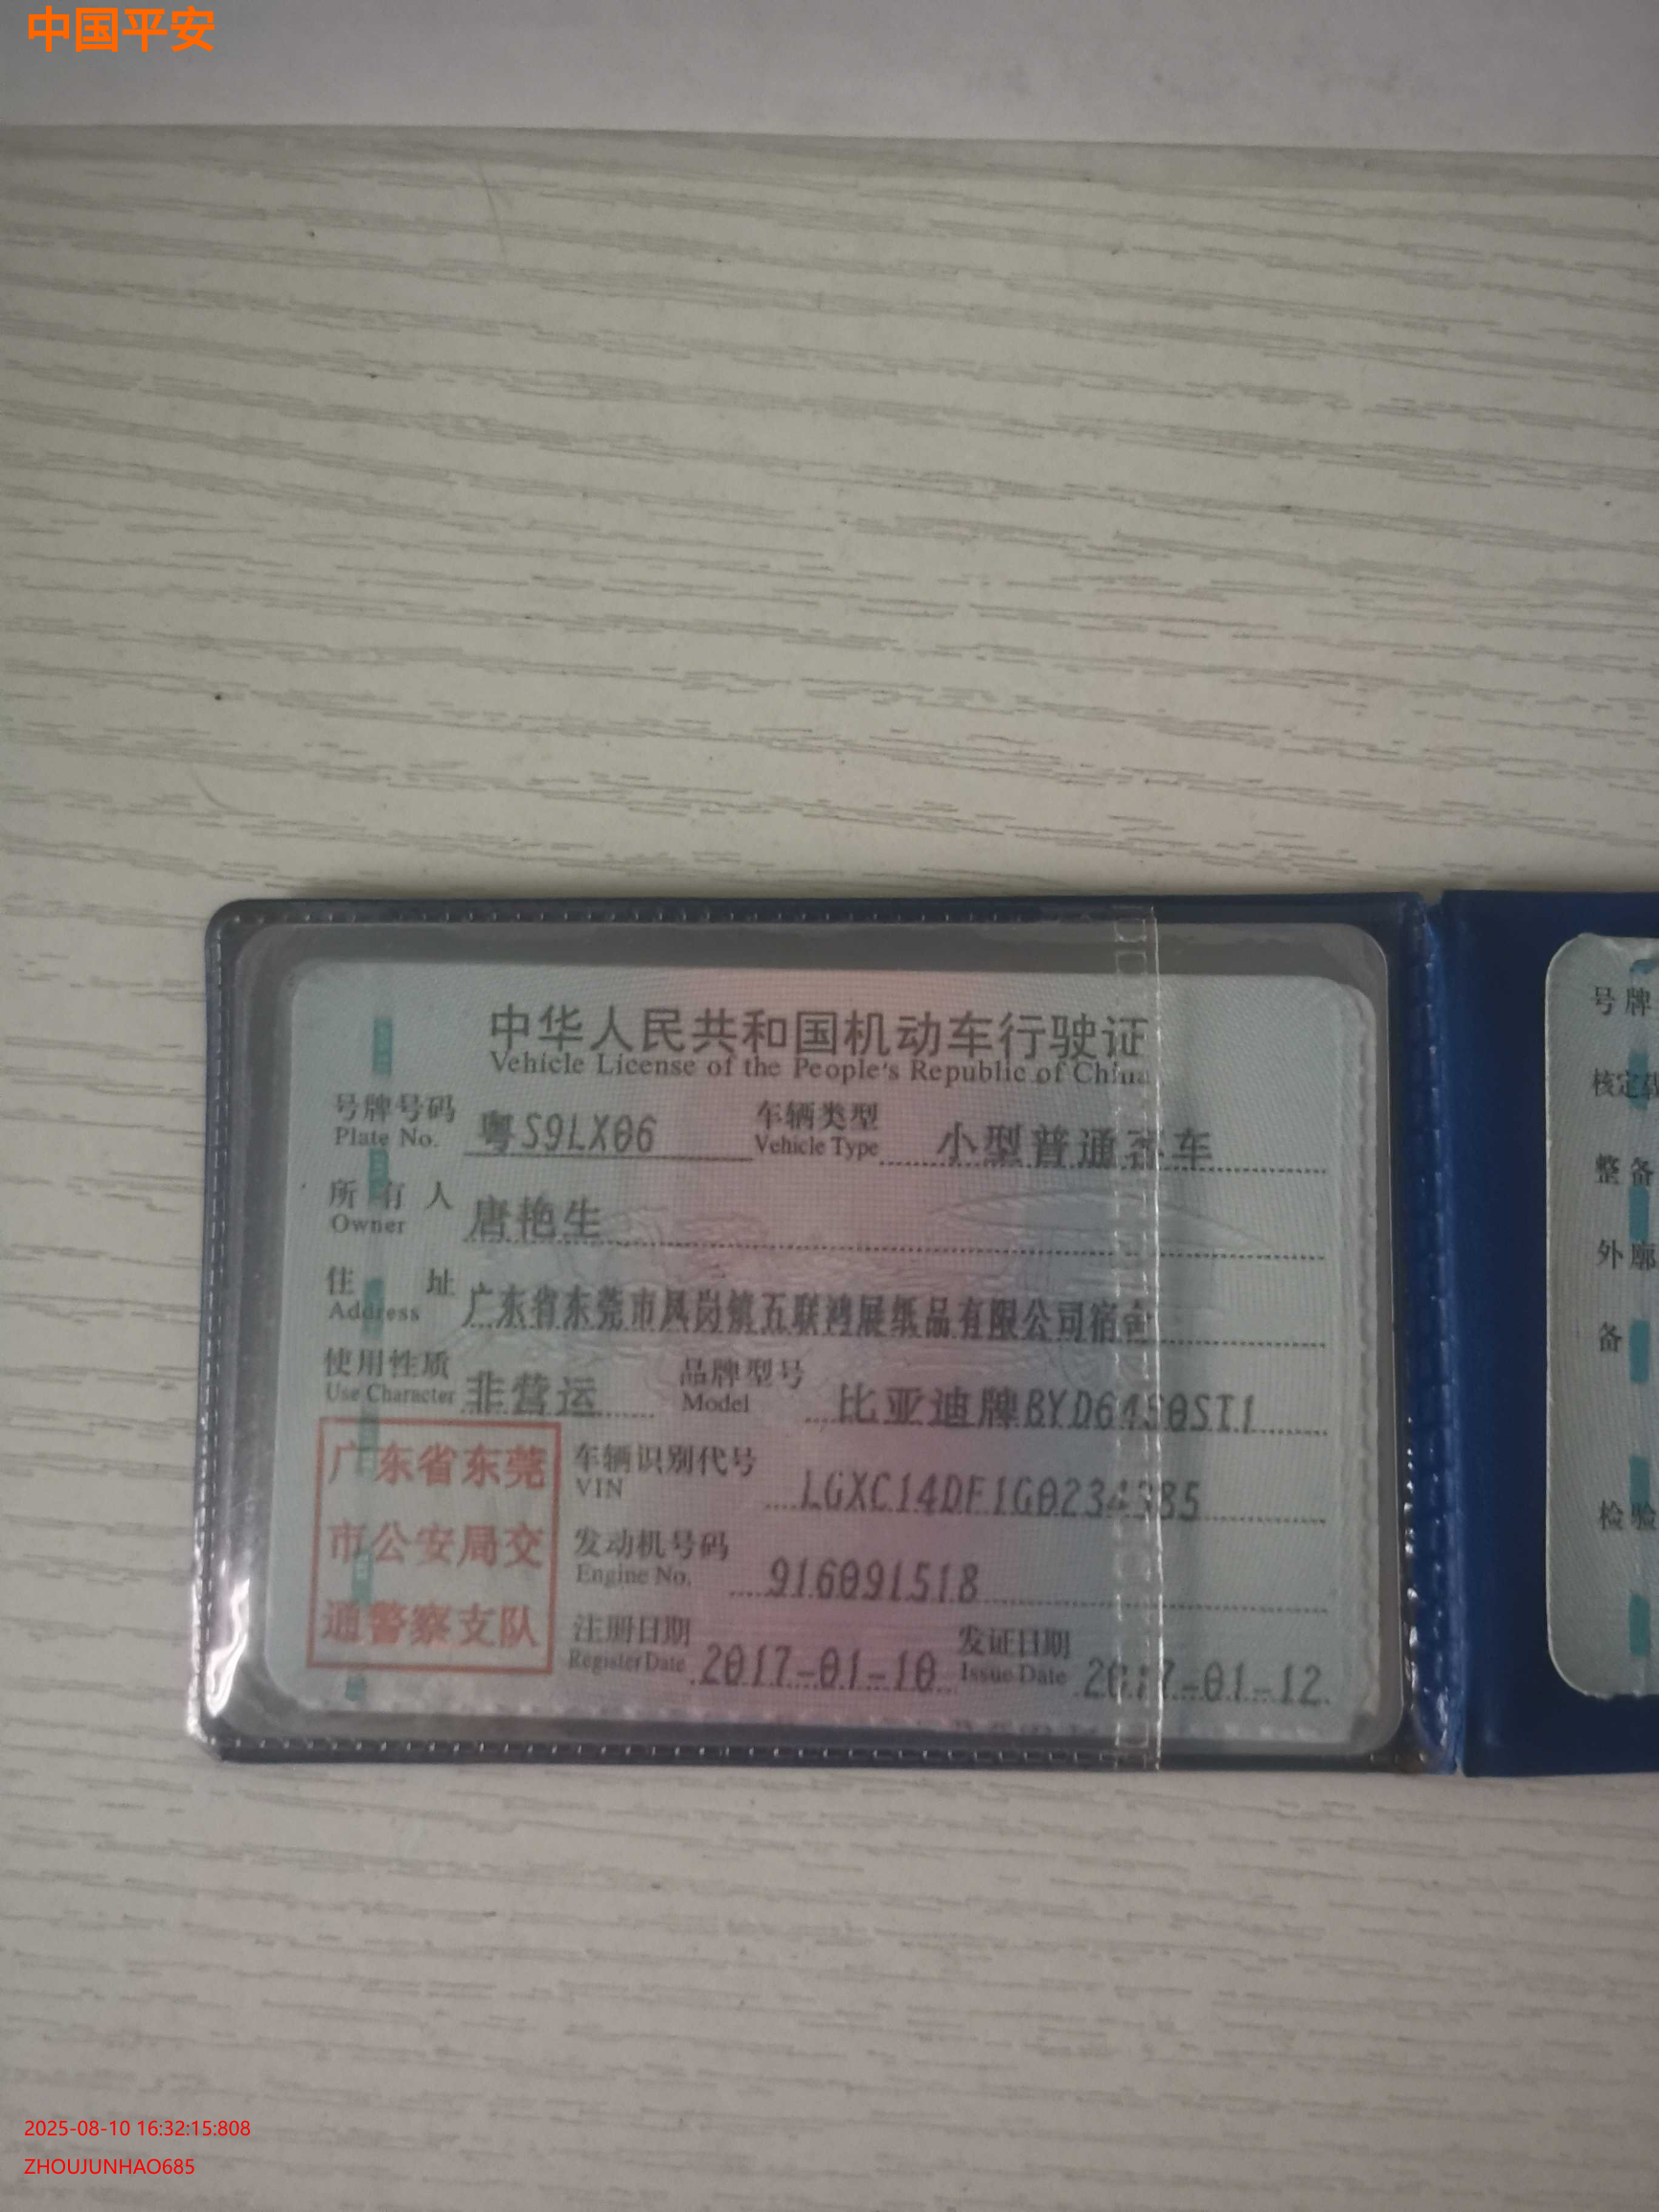 中国平安
中华人民共和国机动车行驶证
Vehicle License of the People's Republic of China
号牌号码 粤S9LX06 车辆类型 小型普通客车
Plate No. Vehicle Type
所有人 唐艳生
Owner
住址 广东省东莞市凤岗镇五联鸿展纸品有限公司宿舍
Address
使用性质 非营运 品牌型号 比亚迪牌BYD6450STI
Use Character Model
广东省东莞
市公安局交
通警察支队
车辆识别代号
VIN
发动机号码 916091518
Engine No.
注册日期 2017-01-10 发证日期 2017-01-12
Register Date Issue Date
号牌
核定载
整备
外廓
备
检验
2025-08-10 16:32:15:808
ZHOUJUNHAO685